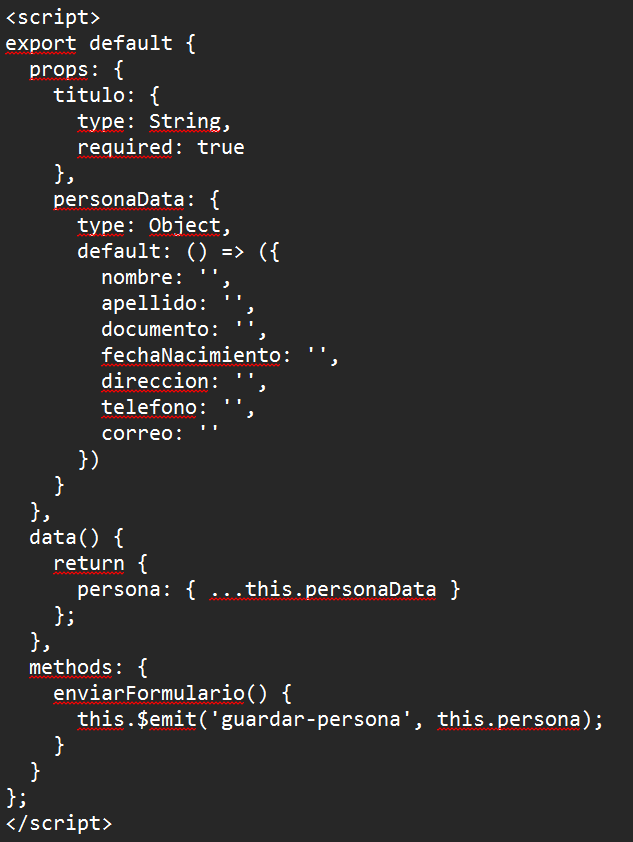 <script>
export default {
  props: {
    titulo: {
      type: String,
      required: true
    },
    personaData: {
      type: Object,
      default: () => ({
        nombre: '',
        apellido: '',
        documento: '',
        fechaNacimiento: '',
        direccion: '',
        telefono: '',
        correo: ''
      })
    }
  },
  data() {
    return {
      persona: { ...this.personaData }
    };
  },
  methods: {
    enviarFormulario() {
      this.$emit('guardar-persona', this.persona);
    }
  }
};
</script>